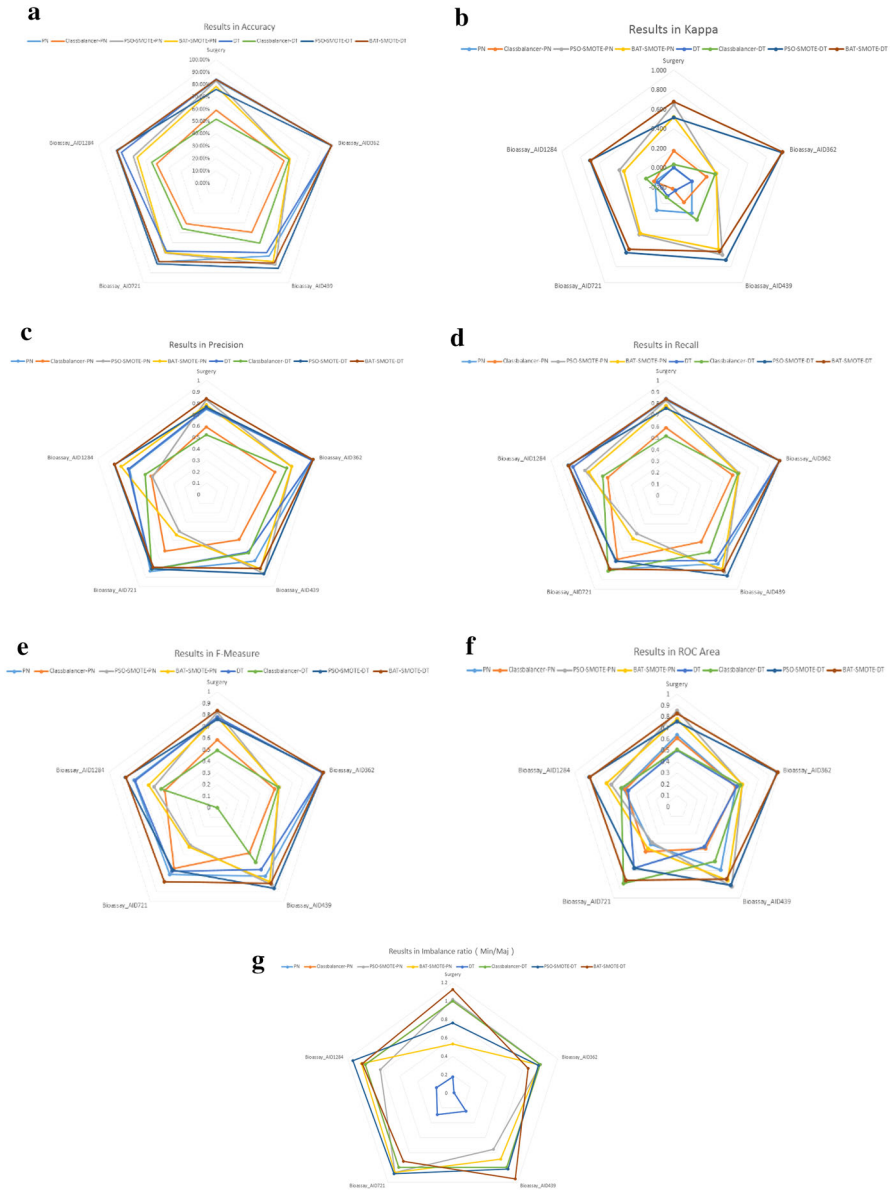 a
Results in Accuracy
PN Classbalancer-PN PSO-SMOTE-PN BAT-SMOTE-PN DT Classbalancer-DT PSO-SMOTE-DT BAT-SMOTE-DT
Surgery
100.00%
90.00%
80.00%
70.00%
60.00%
50.00%
40.00%
30.00%
20.00%
10.00%
0.00%
Bioassay_AID1284
Bioassay_AID362
Bioassay_AID721
Bioassay_AID439
b
Results in Kappa
PN Classbalancer-PN PSO-SMOTE-PN BAT-SMOTE-PN DT Classbalancer-DT PSO-SMOTE-DT BAT-SMOTE-DT
Surgery
1.000
0.800
0.600
0.400
0.200
0.000
-0.200
Bioassay_AID1284
Bioassay_AID362
Bioassay_AID721
Bioassay_AID439
c
Results in Precision
PN Classbalancer-PN PSO-SMOTE-PN BAT-SMOTE-PN DT Classbalancer-DT PSO-SMOTE-DT BAT-SMOTE-DT
Surgery
1
0.9
0.8
0.7
0.6
0.5
0.4
0.3
0.2
0.1
0
Bioassay_AID1284
Bioassay_AID362
Bioassay_AID721
Bioassay_AID439
d
Results in Recall
PN Classbalancer-PN PSO-SMOTE-PN BAT-SMOTE-PN DT Classbalancer-DT PSO-SMOTE-DT BAT-SMOTE-DT
Surgery
1
0.9
0.8
0.7
0.6
0.5
0.4
0.3
0.2
0.1
0
Bioassay_AID1284
Bioassay_AID362
Bioassay_AID721
Bioassay_AID439
e
Results in F-Measure
PN Classbalancer-PN PSO-SMOTE-PN BAT-SMOTE-PN DT Classbalancer-DT PSO-SMOTE-DT BAT-SMOTE-DT
Surgery
1
0.9
0.8
0.7
0.6
0.5
0.4
0.3
0.2
0.1
0
Bioassay_AID1284
Bioassay_AID362
Bioassay_AID721
Bioassay_AID439
f
Results in ROC Area
PN Classbalancer-PN PSO-SMOTE-PN BAT-SMOTE-PN DT Classbalancer-DT PSO-SMOTE-DT BAT-SMOTE-DT
Surgery
1
0.9
0.8
0.7
0.6
0.5
0.4
0.3
0.2
0.1
0
Bioassay_AID1284
Bioassay_AID362
Bioassay_AID721
Bioassay_AID439
g
Reusults in Imbalance ratio ( Min/Maj )
PN Classbalancer-PN PSO-SMOTE-PN BAT-SMOTE-PN DT Classbalancer-DT PSO-SMOTE-DT BAT-SMOTE-DT
Surgery
1.2
1
0.8
0.6
0.4
0.2
0
Bioassay_AID1284
Bioassay_AID362
Bioassay_AID721
Bioassay_AID439